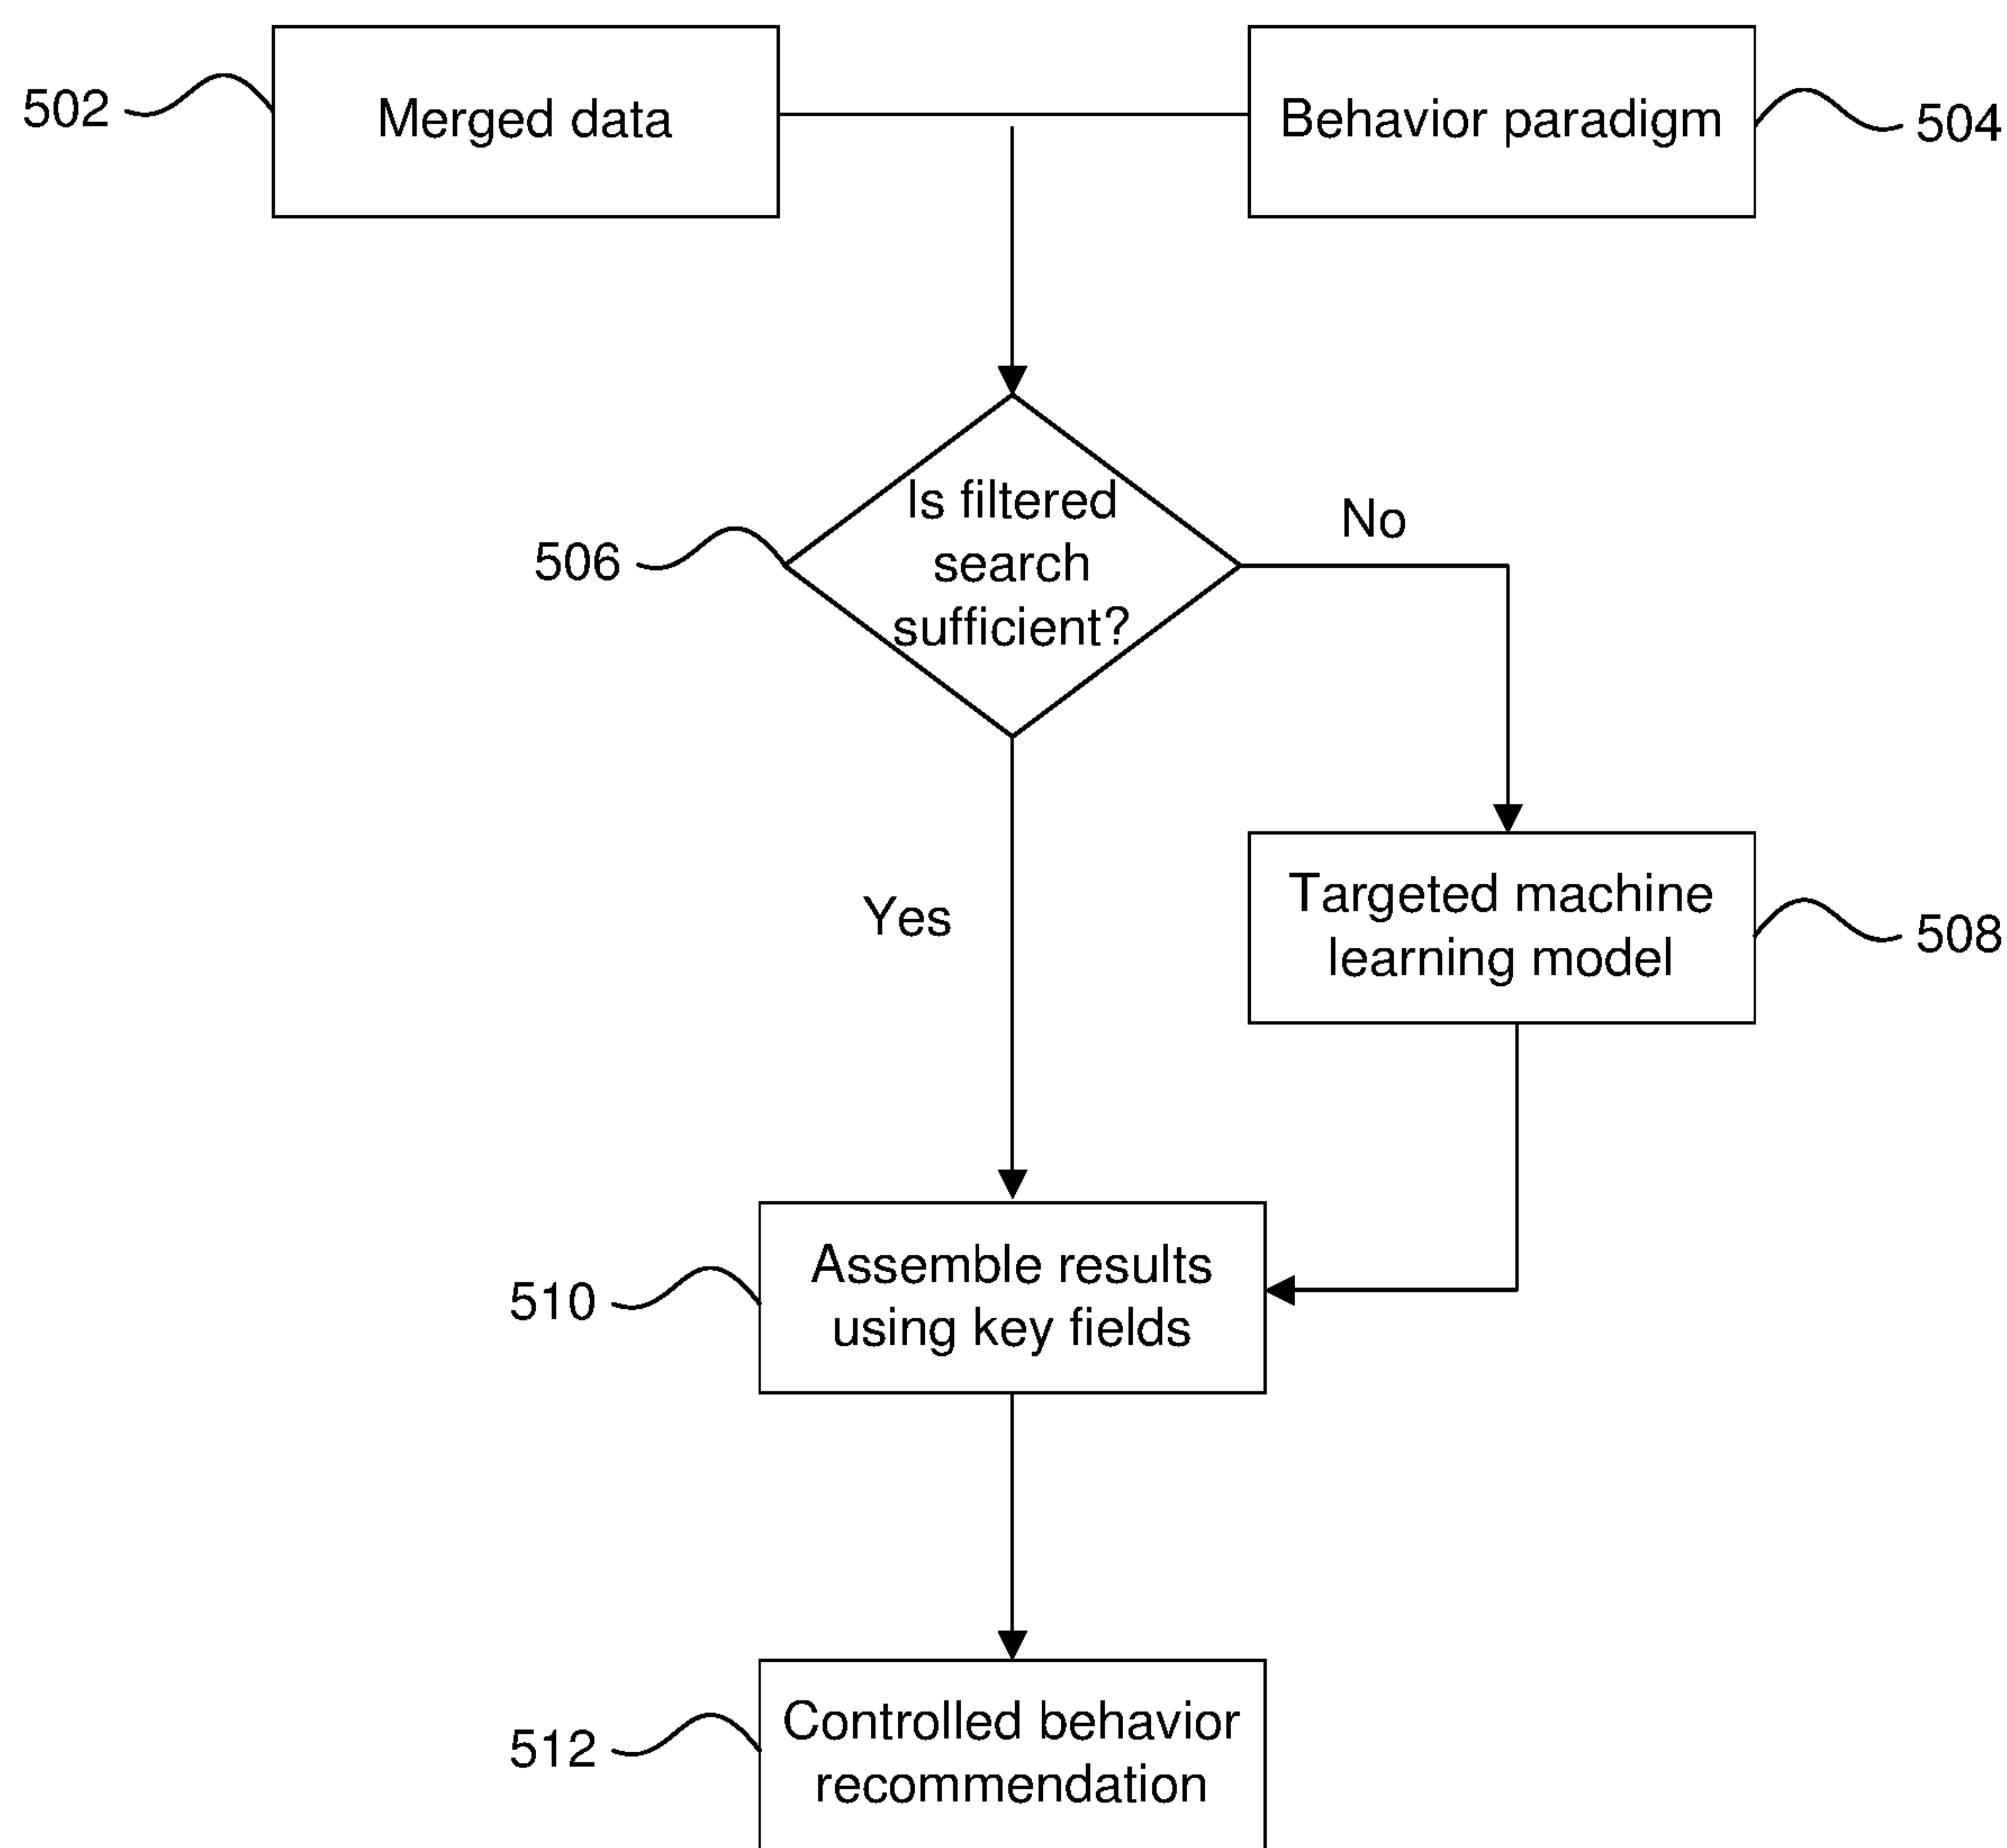 502
Merged data
Behavior paradigm
504
Is filtered
search
sufficient?
506
No
Yes
Targeted machine
learning model
508
Assemble results
using key fields
510
Controlled behavior
recommendation
512